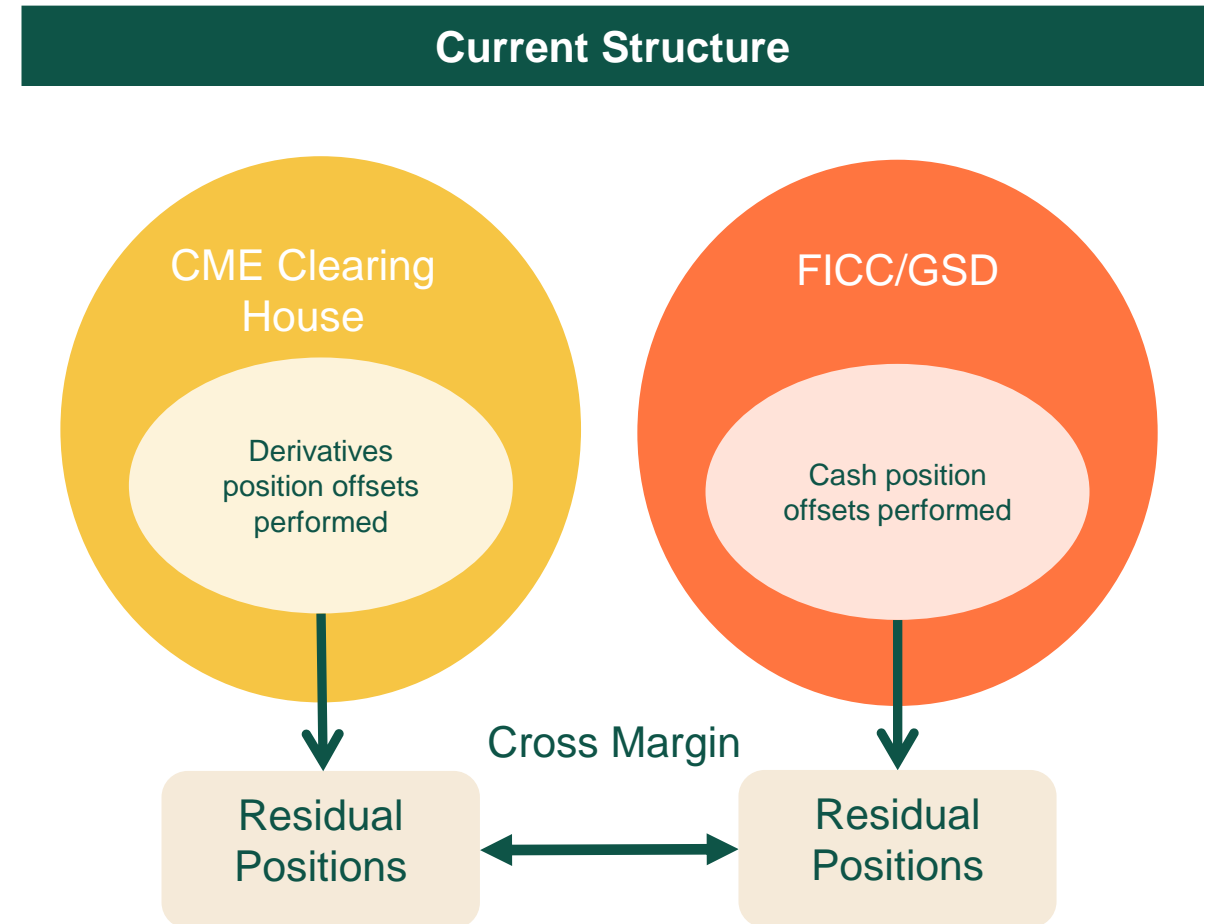 Current Structure
CME Clearing
House
FICC/GSD
Derivatives
position offsets
performed
Cash position
offsets performed
Cross Margin
Residual
Positions
Residual
Positions